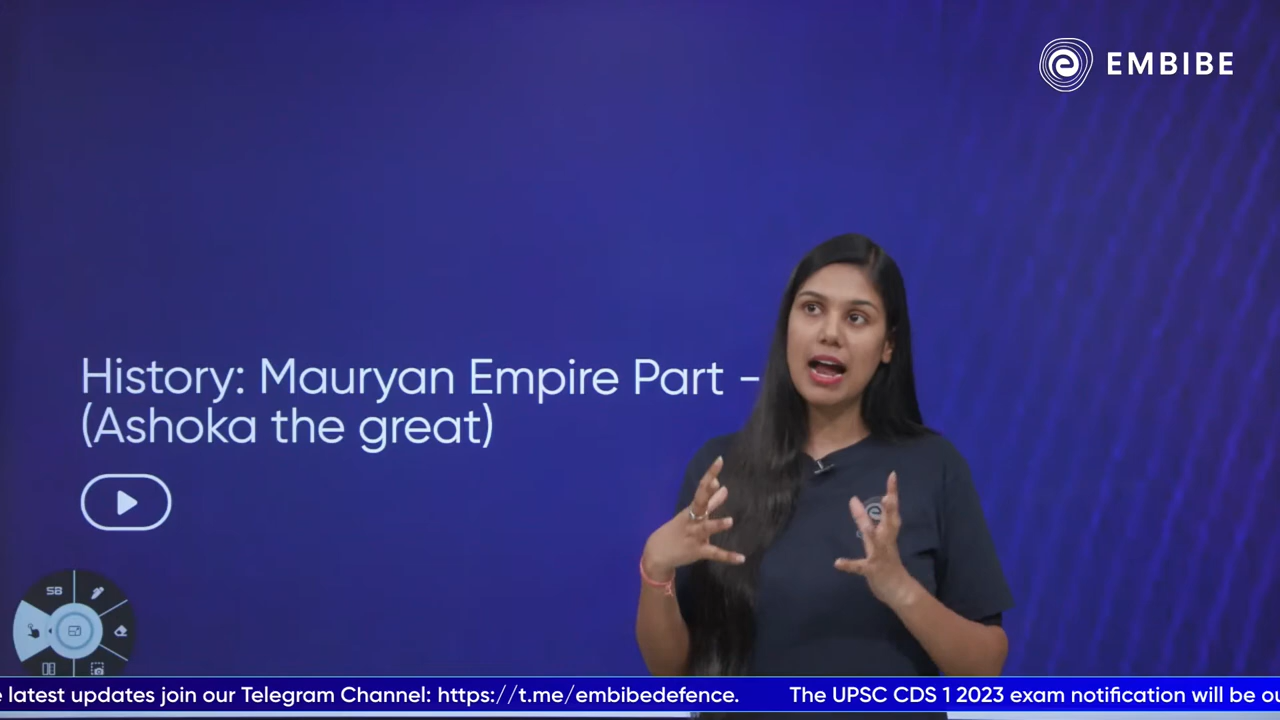 EMBIBE
History: Mauryan Empire Part -
(Ashoka the great)
SB
latest updates join our Telegram Channel: https://t.me/embibedefence. The UPSC CDS 1 2023 exam notification will be